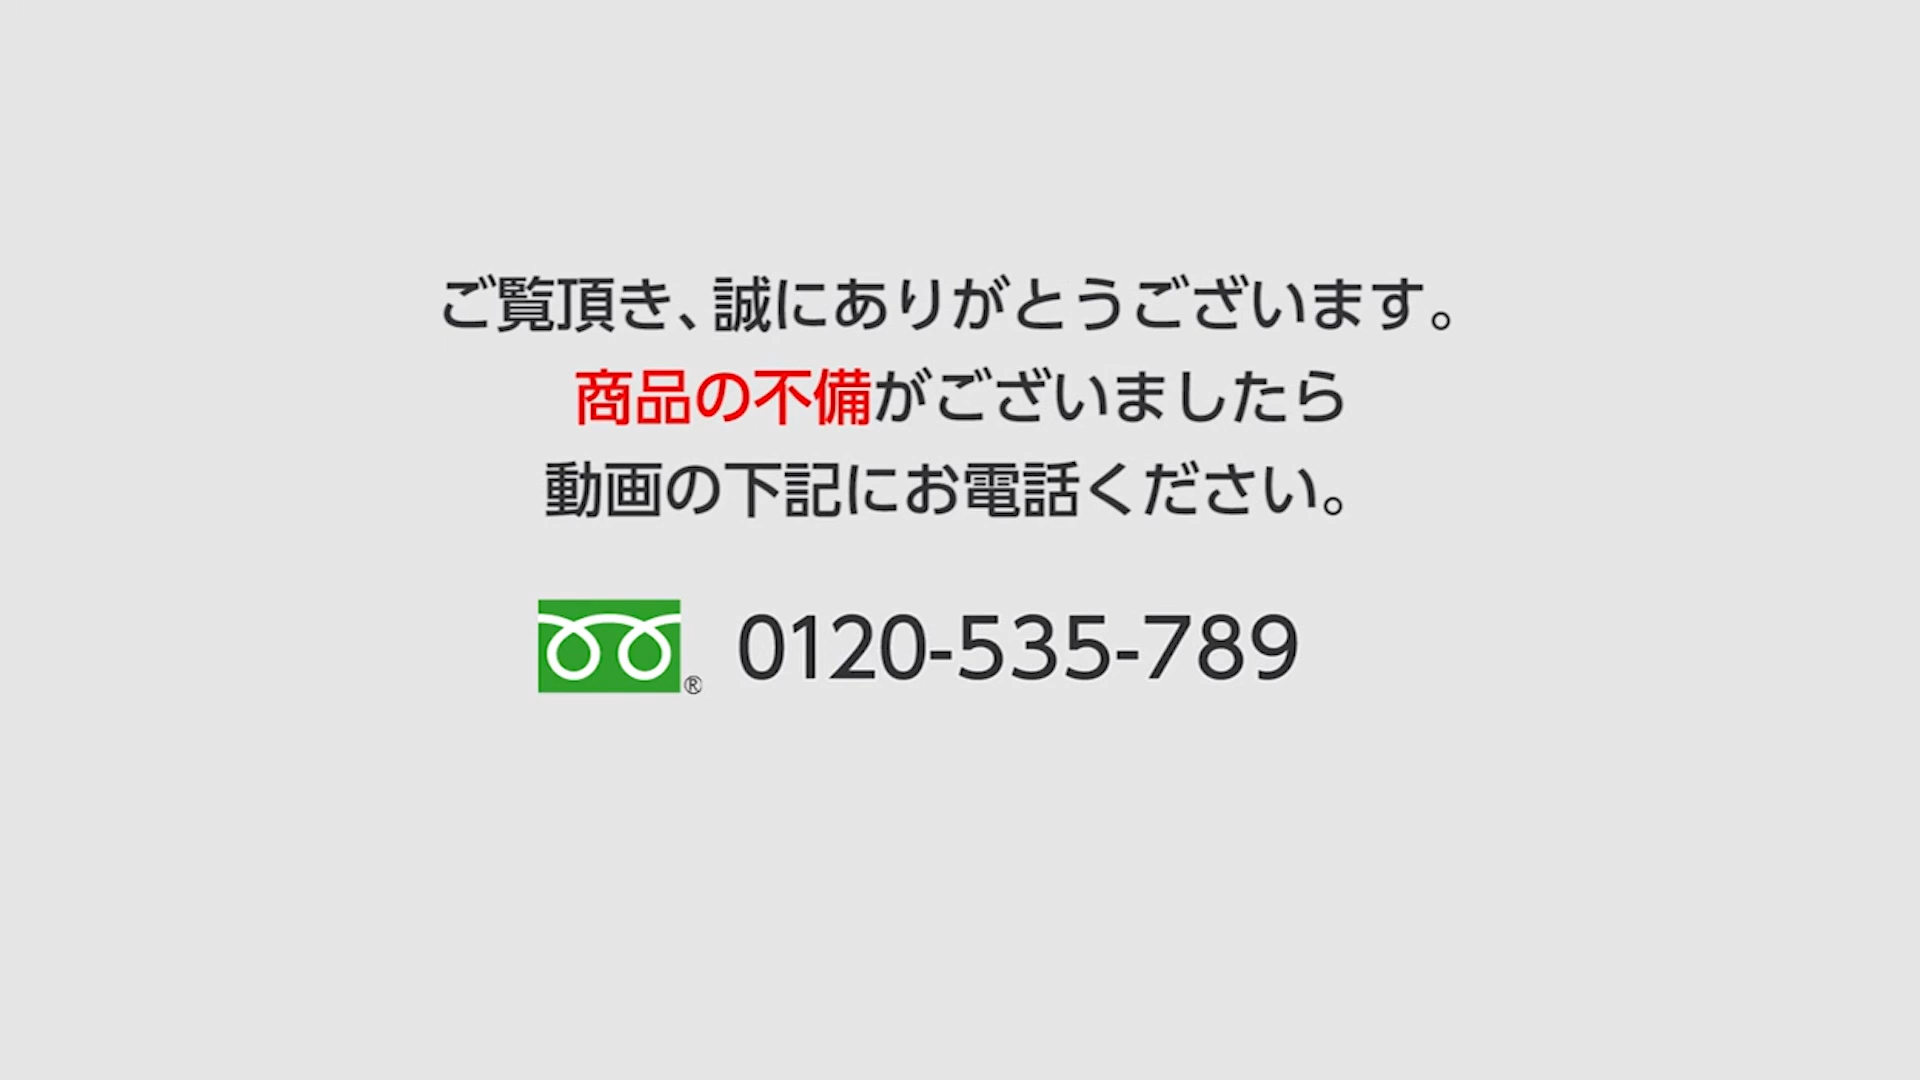 ご覧頂き、誠にありがとうございます。
商品の不備がございましたら
動画の下記にお電話ください。
® 0120-535-789